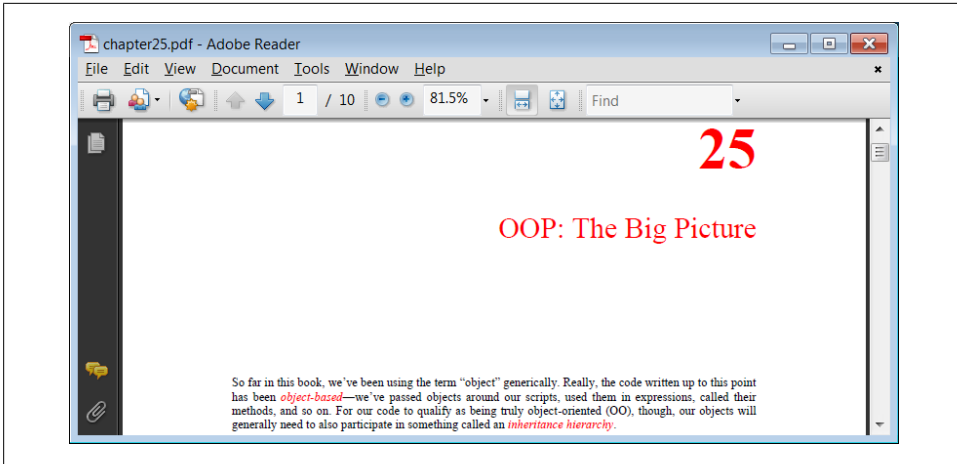 chapter25.pdf - Adobe Reader
File Edit View Document Tools Window Help
1 / 10 81.5% Find
25
OOP: The Big Picture
So far in this book, we’ve been using the term “object” generically. Really, the code written up to this point
has been object-based—we’ve passed objects around our scripts, used them in expressions, called their
methods, and so on. For our code to qualify as being truly object-oriented (OO), though, our objects will
generally need to also participate in something called an inheritance hierarchy.